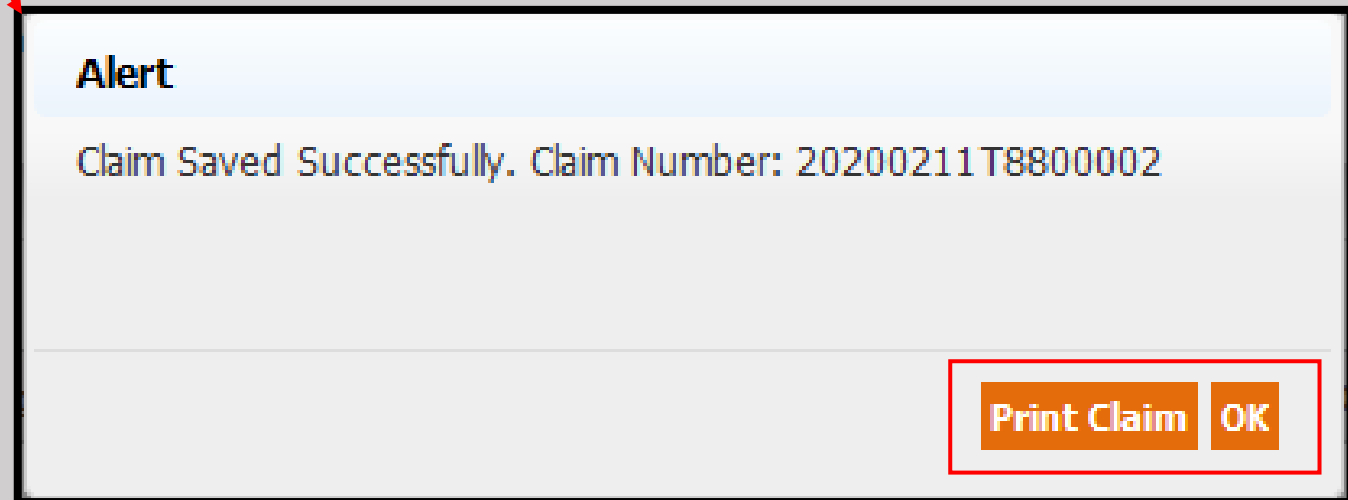 Alert
Claim Saved Successfully. Claim Number: 20200211T8800002
Print Claim OK